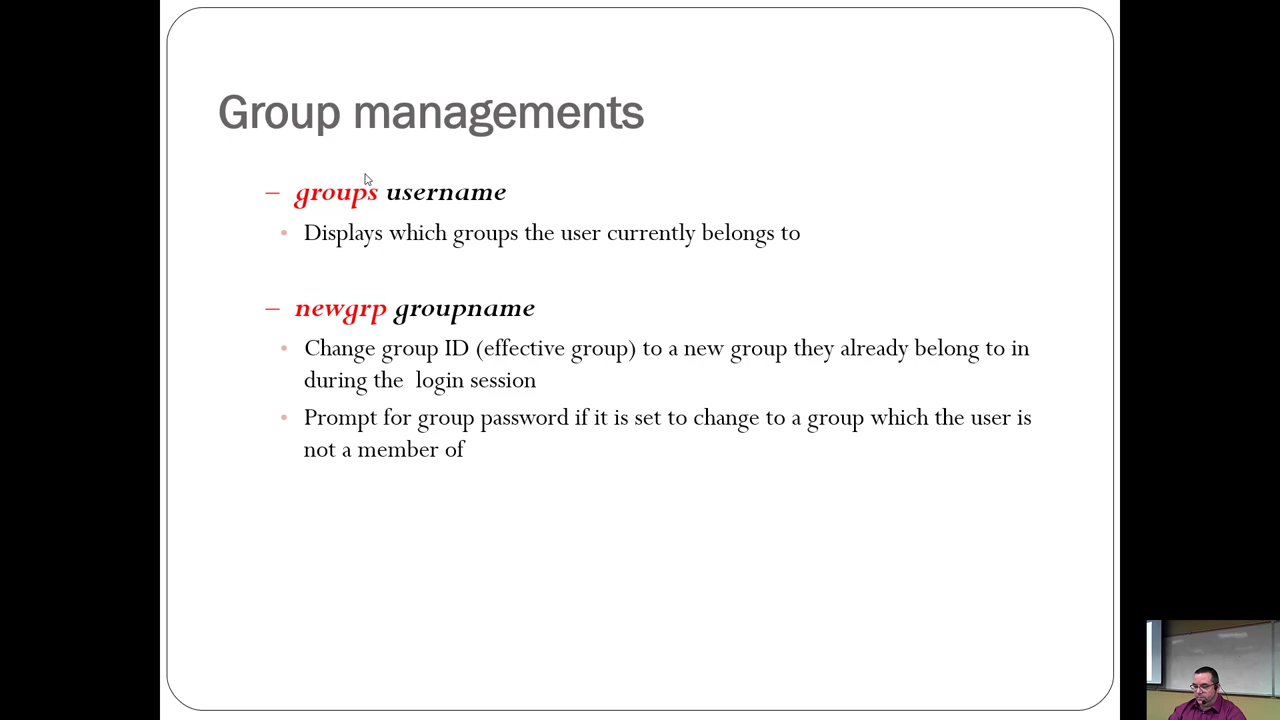 Group managements
– groups username
• Displays which groups the user currently belongs to
– newgrp groupname
• Change group ID (effective group) to a new group they already belong to in
during the login session
• Prompt for group password if it is set to change to a group which the user is
not a member of